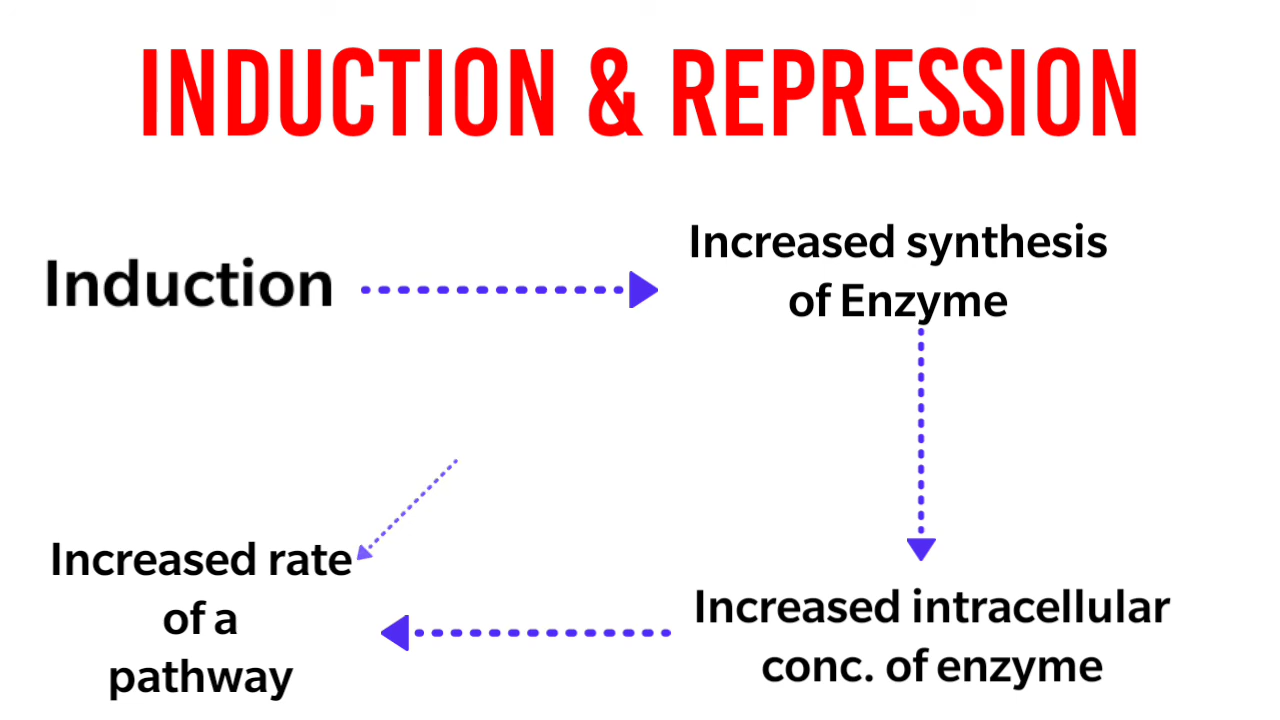 INDUCTION & REPRESSION
Induction
Increased synthesis
of Enzyme
Increased rate
of a
pathway
Increased intracellular
conc. of enzyme